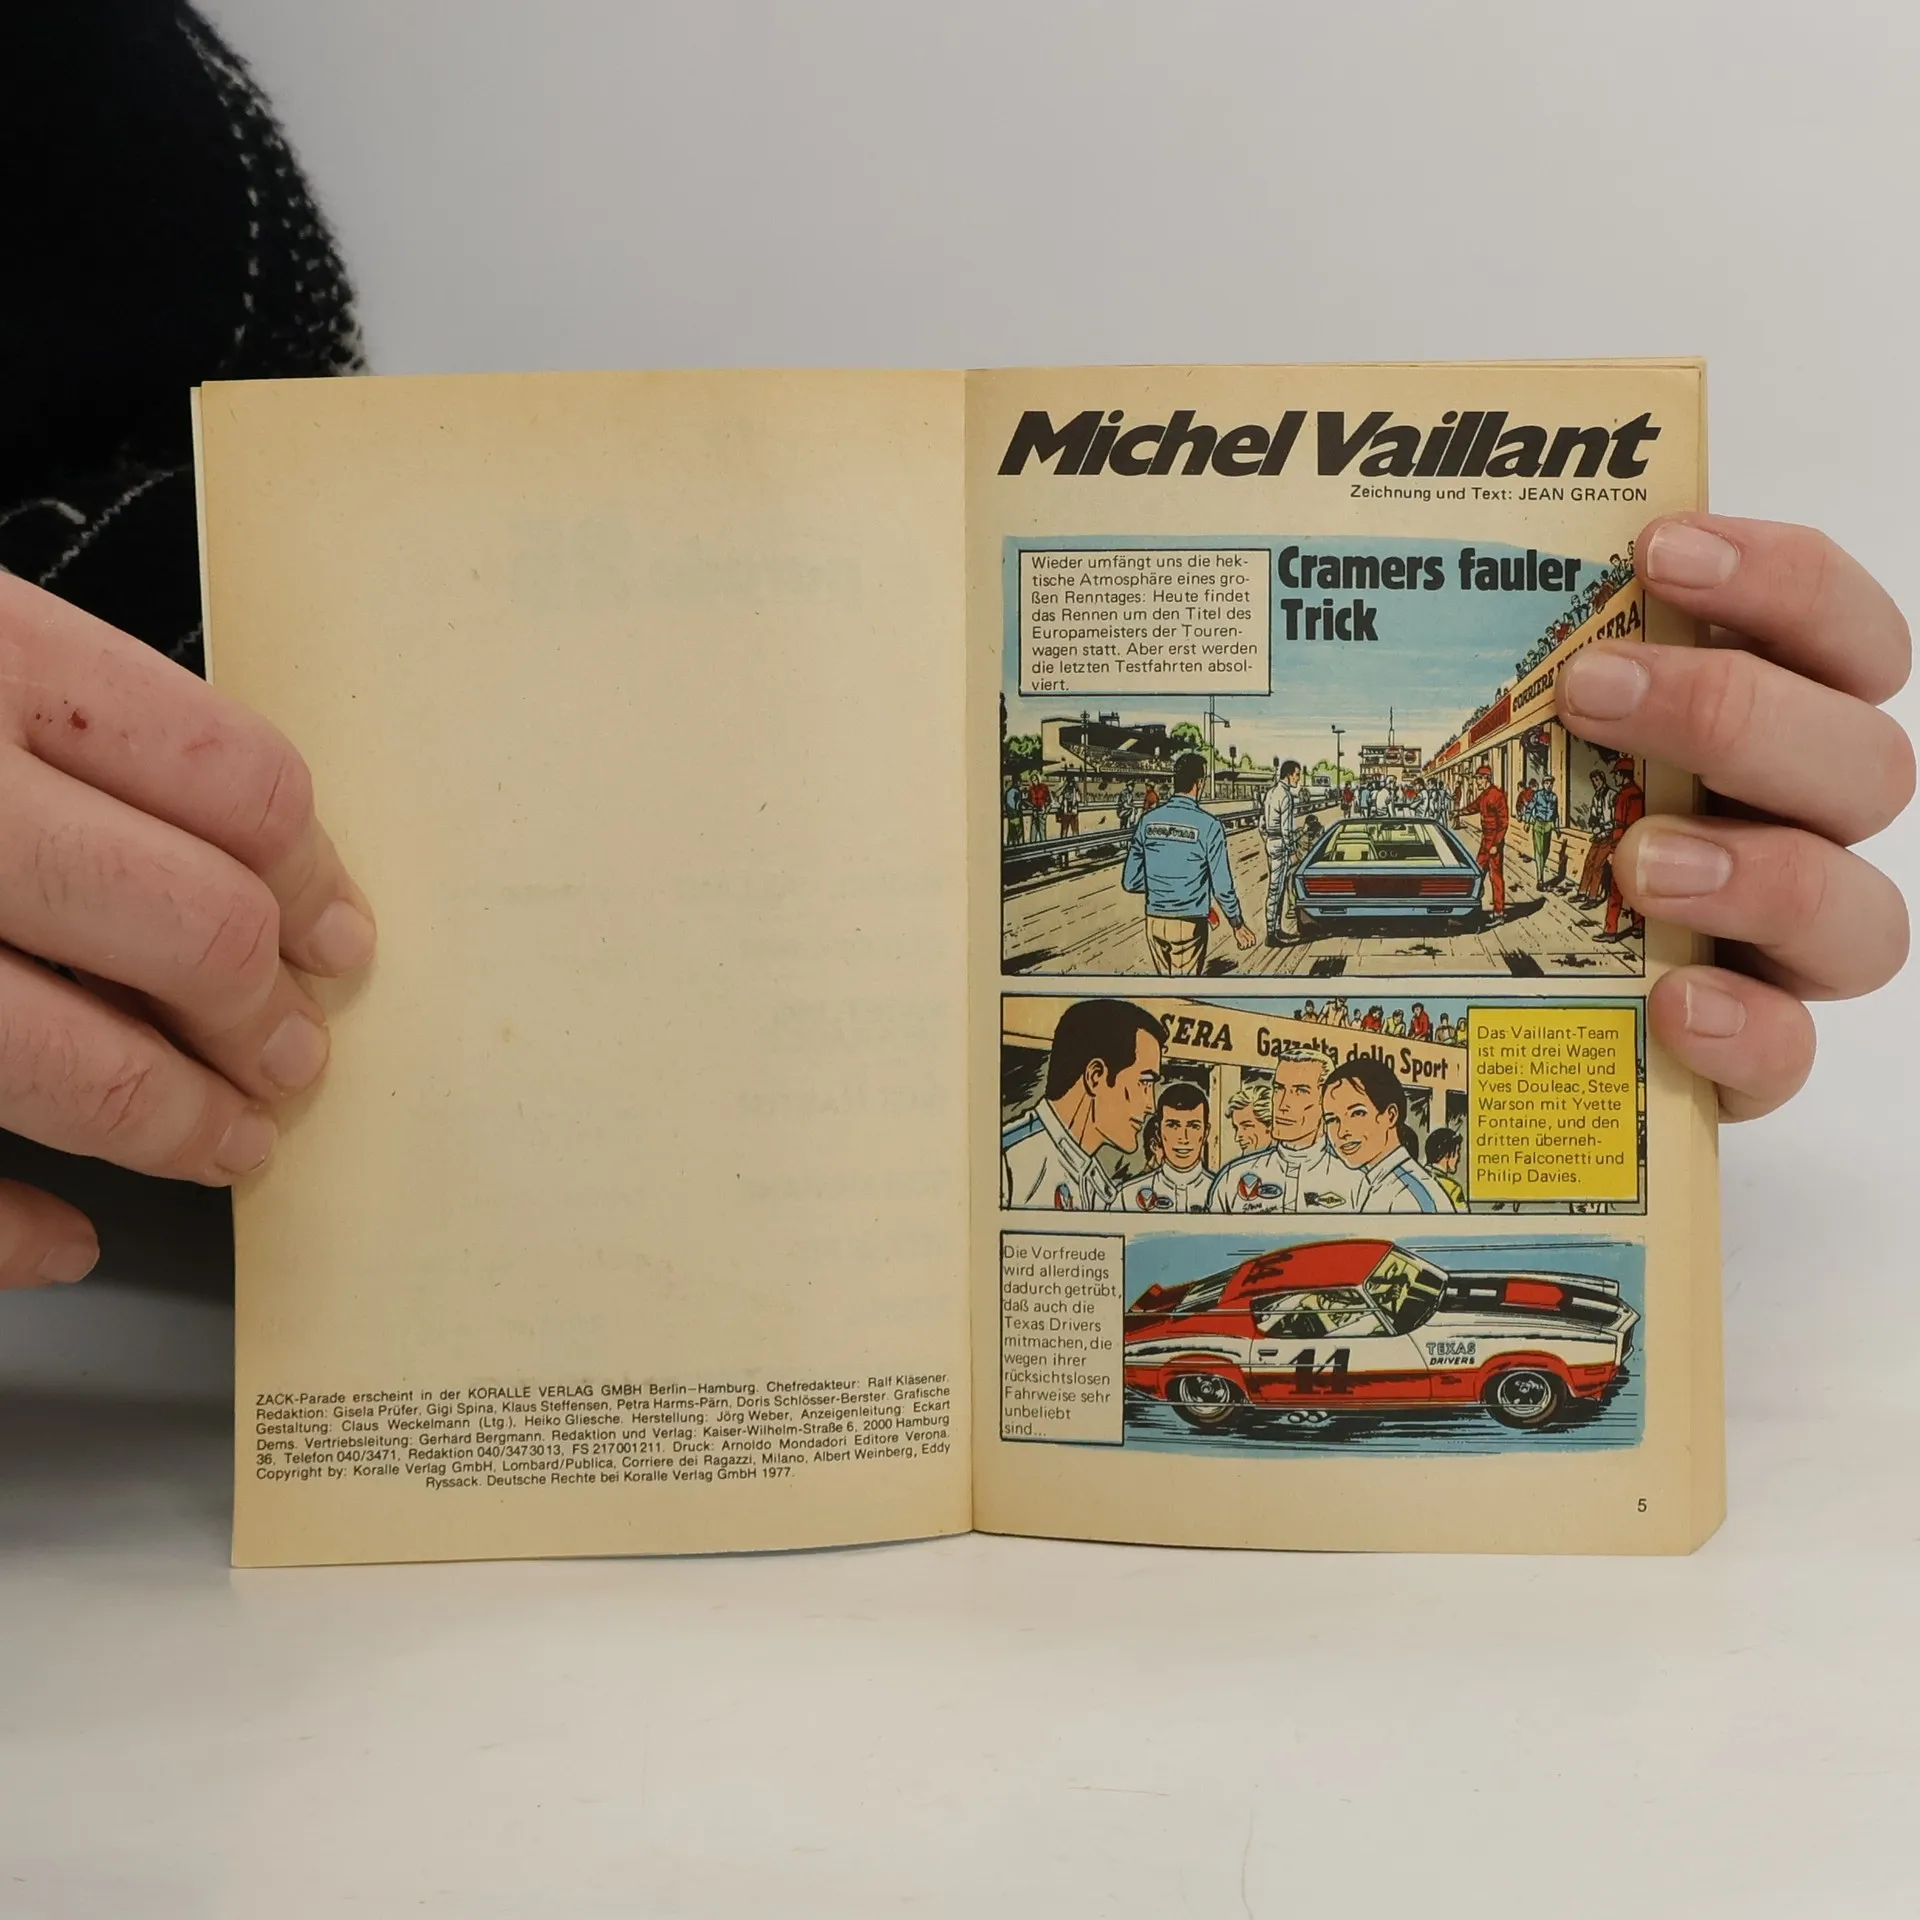 ZACK-Parade erscheint in der KORALLE VERLAG GMBH Berlin–Hamburg. Chefredakteur: Ralf Kläsener.
Redaktion: Gisela Prüfer, Gigi Spina, Klaus Steffensen, Petra Harms-Pärn, Doris Schlösser-Berster. Grafische
Gestaltung: Claus Weckelmann (Ltg.), Heiko Gliesche. Herstellung: Jörg Weber, Anzeigenleitung: Eckart
Dems. Vertriebsleitung: Gerhard Bergmann. Redaktion und Verlag: Kaiser-Wilhelm-Straße 6, 2000 Hamburg
36, Telefon 040/3471, Redaktion 040/3473013, FS 217001211. Druck: Arnoldo Mondadori Editore Verona.
Copyright by: Koralle Verlag GmbH, Lombard/Publica, Corriere dei Ragazzi, Milano, Albert Weinberg, Eddy
Ryssack. Deutsche Rechte bei Koralle Verlag GmbH 1977.
Michel Vaillant
Zeichnung und Text: JEAN GRATON
Cramers fauler
Trick
Wieder umfängt uns die hek-
tische Atmosphäre eines gro-
ßen Renntages: Heute findet
das Rennen um den Titel des
Europameisters der Touren-
wagen statt. Aber erst werden
die letzten Testfahrten absol-
viert.
CORRIERE SERA
GOODYEAR
SERA Gazzetta dello Sport
Das Vaillant-Team
ist mit drei Wagen
dabei: Michel und
Yves Douleac, Steve
Warson mit Yvette
Fontaine, und den
dritten überneh-
men Falconetti und
Philip Davies.
Die Vorfreude
wird allerdings
dadurch getrübt,
daß auch die
Texas Drivers
mitmachen, die
wegen ihrer
rücksichtslosen
Fahrweise sehr
unbeliebt
sind...
14
TEXAS
DRIVERS
5